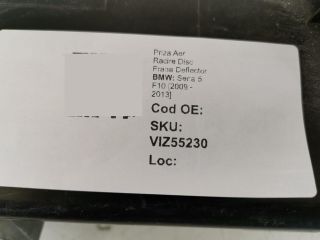 Priza Aer
Racire Disc
Frana Deflector
BMW: Seria 5
F10 [2009 -
2013]
Cod OE:
SKU:
VIZ55230
Loc: